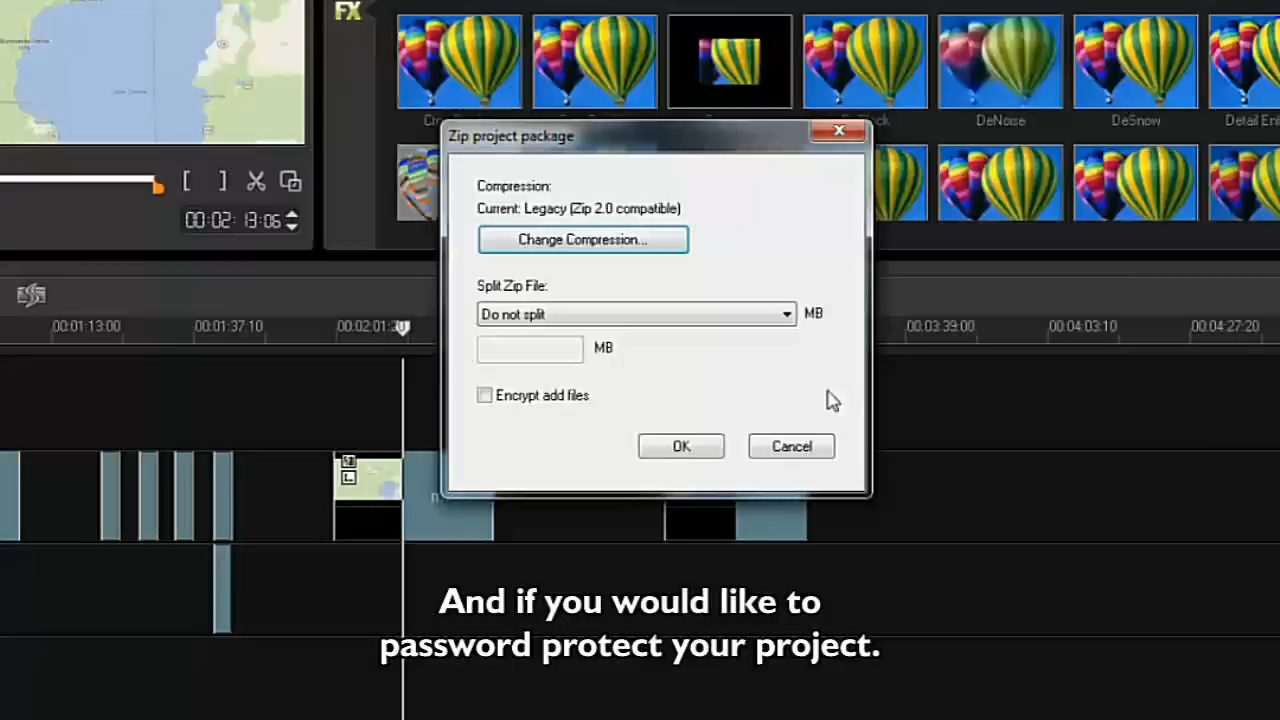 FX
DeNoise
DeSnow
Detail En
Zip project package
Compression:
Current: Legacy (Zip 2.0 compatible)
Change Compression...
00:02:13:06
Split Zip File:
Do not split
MB
MB
00:01:13:00
00:01:37:10
00:02:01:20
00:03:39:00
00:04:03:10
00:04:27:20
Encrypt add files
OK
Cancel
And if you would like to
password protect your project.